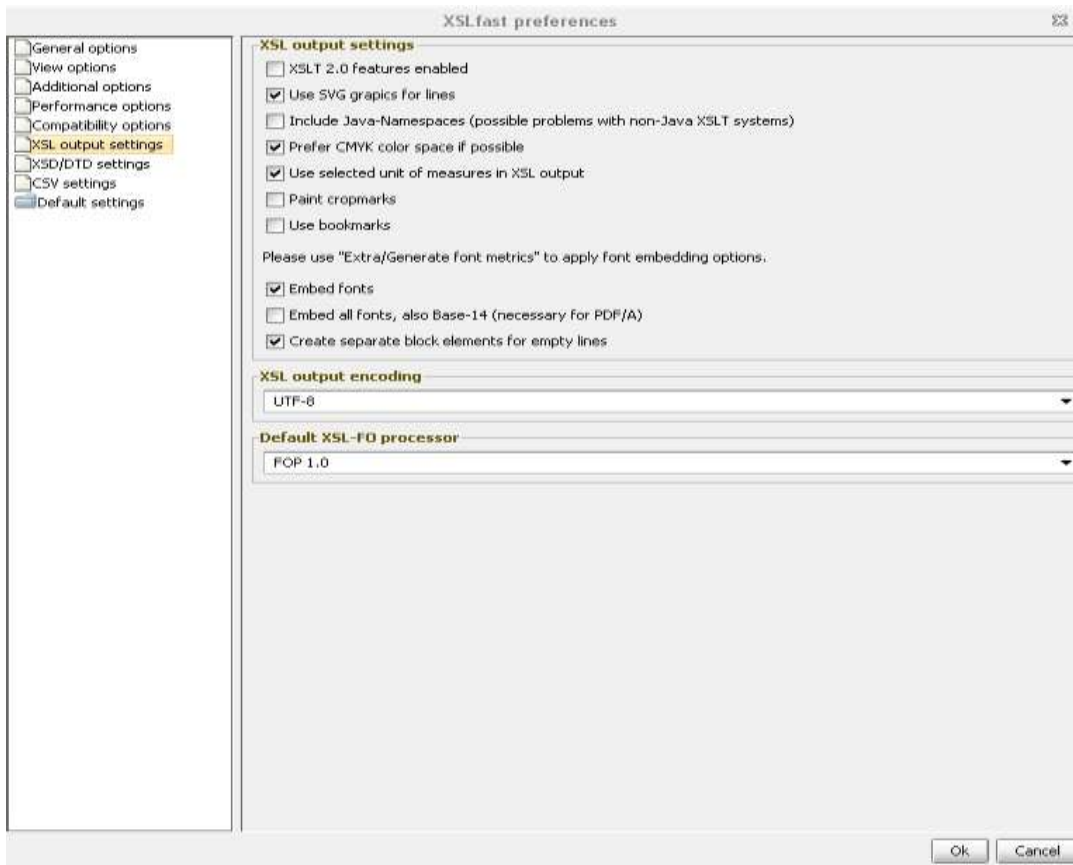 XSLfast preferences
General options
View options
Additional options
Performance options
Compatibility options
XSL output settings
XSD/DTD settings
CSV settings
Default settings
XSL output settings
XSLT 2.0 features enabled
Use SVG grapics for lines
Include Java-Namespaces (possible problems with non-Java XSLT systems)
Prefer CMYK color space if possible
Use selected unit of measures in XSL output
Paint cropmarks
Use bookmarks
Please use "Extra/Generate font metrics" to apply font embedding options.
Embed fonts
Embed all fonts, also Base-14 (necessary for PDF/A)
Create separate block elements for empty lines
XSL output encoding
UTF-8
Default XSL-FO processor
FOP 1.0
Ok Cancel